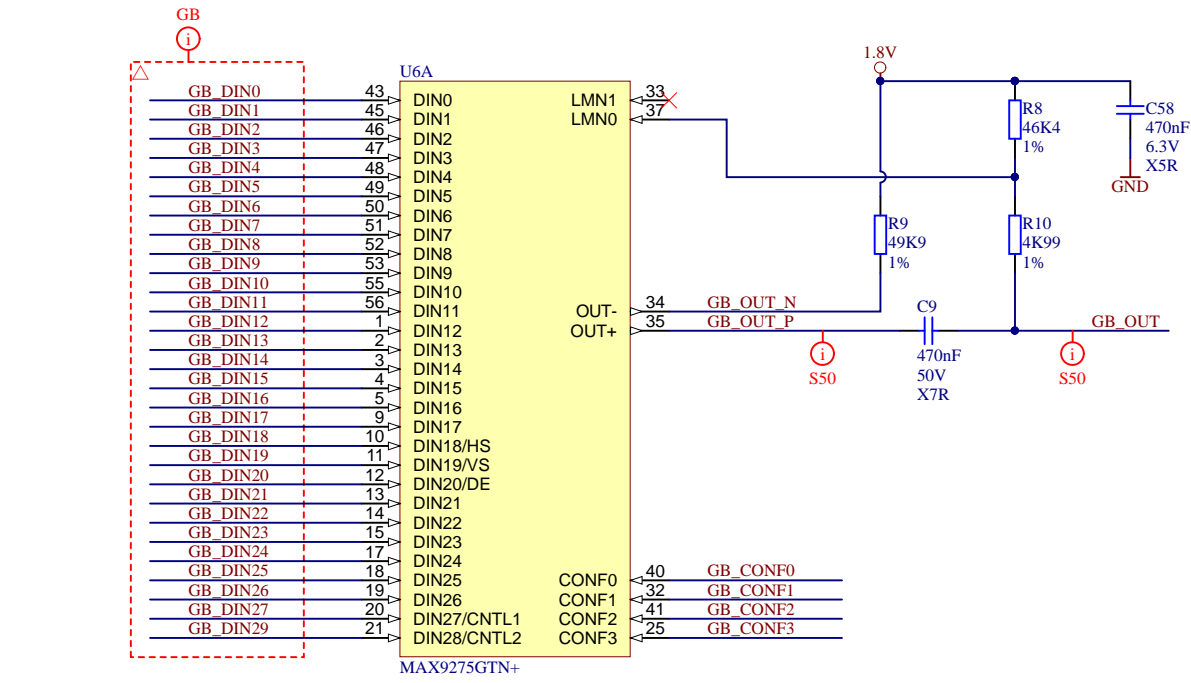 GB
i
U6A
GB_DIN0 43 DIN0
GB_DIN1 45 DIN1
GB_DIN2 46 DIN2
GB_DIN3 47 DIN3
GB_DIN4 48 DIN4
GB_DIN5 49 DIN5
GB_DIN6 50 DIN6
GB_DIN7 51 DIN7
GB_DIN8 52 DIN8
GB_DIN9 53 DIN9
GB_DIN10 55 DIN10
GB_DIN11 56 DIN11
GB_DIN12 1 DIN12
GB_DIN13 2 DIN13
GB_DIN14 3 DIN14
GB_DIN15 4 DIN15
GB_DIN16 5 DIN16
GB_DIN17 9 DIN17
GB_DIN18 10 DIN18/HS
GB_DIN19 11 DIN19/VS
GB_DIN20 12 DIN20/DE
GB_DIN21 13 DIN21
GB_DIN22 14 DIN22
GB_DIN23 15 DIN23
GB_DIN24 17 DIN24
GB_DIN25 18 DIN25
GB_DIN26 19 DIN26
GB_DIN27 20 DIN27/CNTL1
GB_DIN29 21 DIN28/CNTL2
LMN1 33
LMN0 37
OUT- 34 GB_OUT_N
OUT+ 35 GB_OUT_P
CONF0 40 GB_CONF0
CONF1 32 GB_CONF1
CONF2 41 GB_CONF2
CONF3 25 GB_CONF3
MAX9275GTN+
1.8V
R8
46K4
1%
C58
470nF
6.3V
X5R
GND
R9
49K9
1%
R10
4K99
1%
C9
470nF
50V
X7R
i
S50
GB_OUT
i
S50